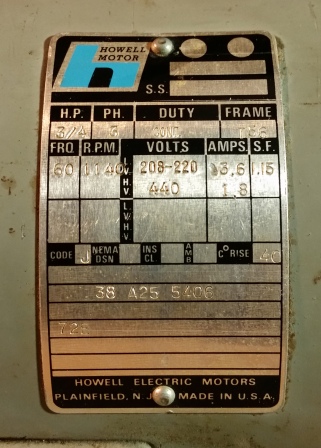 h HOWELL
MOTOR
S.S.
H.P. PH. DUTY FRAME
3/4 3 CONT 56
FRQ R.P.M. VOLTS AMPS. S.F.
60 1140 L.V. 208-220 3.6 1.15
H.V. 440 1.8
L.V.
H.V.
CODE J NEMA DSN INS CL. AMB C° RISE 40
38 A25 5406
HOWELL ELECTRIC MOTORS
PLAINFIELD, N.J. MADE IN U.S.A.